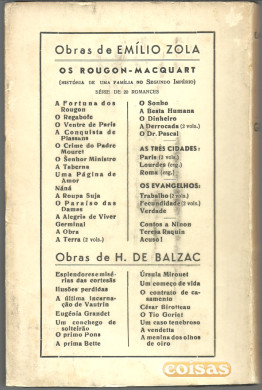 Obras de EMÍLIO ZOLA
OS ROUGON-MACQUART
(HISTÓRIA DE UMA FAMÍLIA NO SEGUNDO IMPÉRIO)
SÉRIE DE 20 ROMANCES
A Fortuna dos
Rougon
O Regabofe
O Ventre de Paris
A Conquista de
Plassans
O Crime do Padre
Mouret
O Senhor Ministro
A Taberna
Uma Página de
Amor
Náná
A Roupa Suja
O Paraíso das
Damas
A Alegria de Viver
Germinal
A Obra
A Terra (2 vols.)
O Sonho
A Besta Humana
O Dinheiro
A Derrocada (2 vols.)
O Dr. Pascal
AS TRÊS CIDADES:
Paris (2 vols.)
Lourdes
Roma
OS EVANGELHOS:
Trabalho (2 vols.)
Fecundidade (2 vols.)
Verdade
Contos a Ninon
Teresa Raquin
Acuso!
Obras de H. DE BALZAC
Esplendores e misé-
rias das cortesãs
Ilusões perdidas
A última incarna-
ção de Vautrin
Eugénia Grandet
Um conchego de
solteirão
O primo Pons
A prima Bette
Úrsula Mirouet
Um começo de vida
O contrato de ca-
samento
César Birotteau
O Tio Goriot
Um caso tenebroso
A vendetta
A menina dos olhos
de oiro
coisas